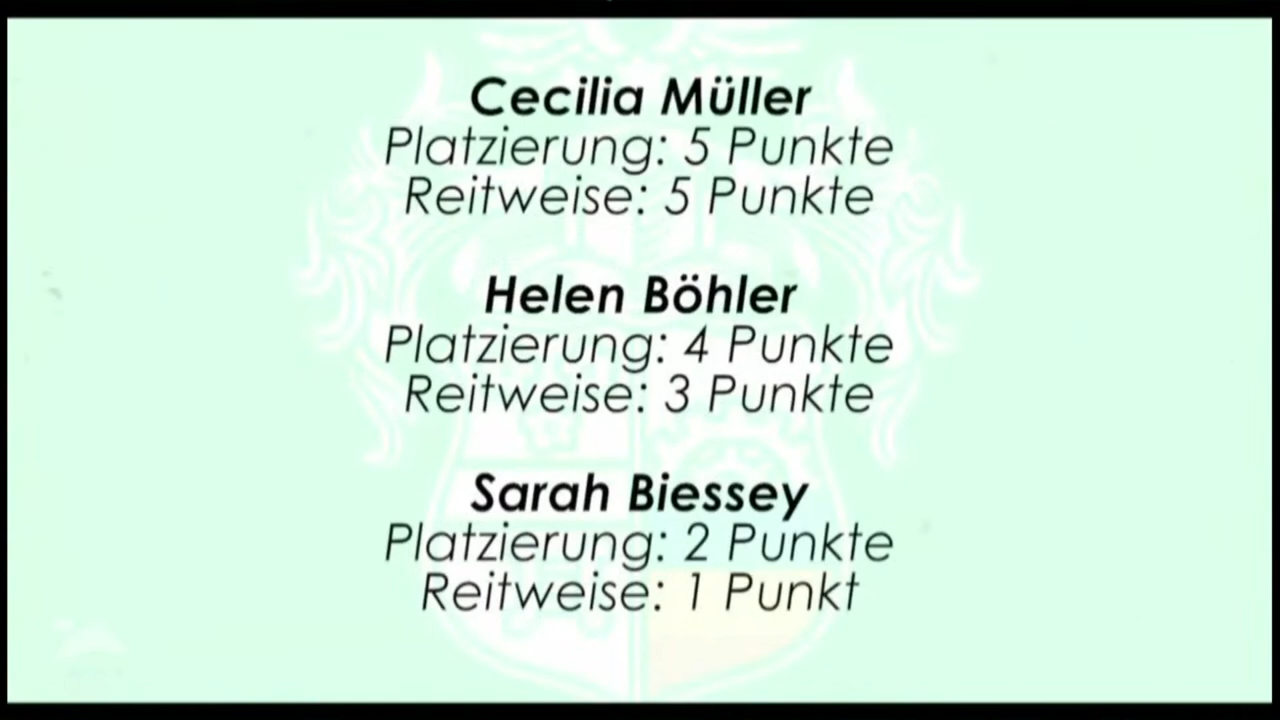 Cecilia Müller
Platzierung: 5 Punkte
Reitweise: 5 Punkte
Helen Böhler
Platzierung: 4 Punkte
Reitweise: 3 Punkte
Sarah Biessey
Platzierung: 2 Punkte
Reitweise: 1 Punkt